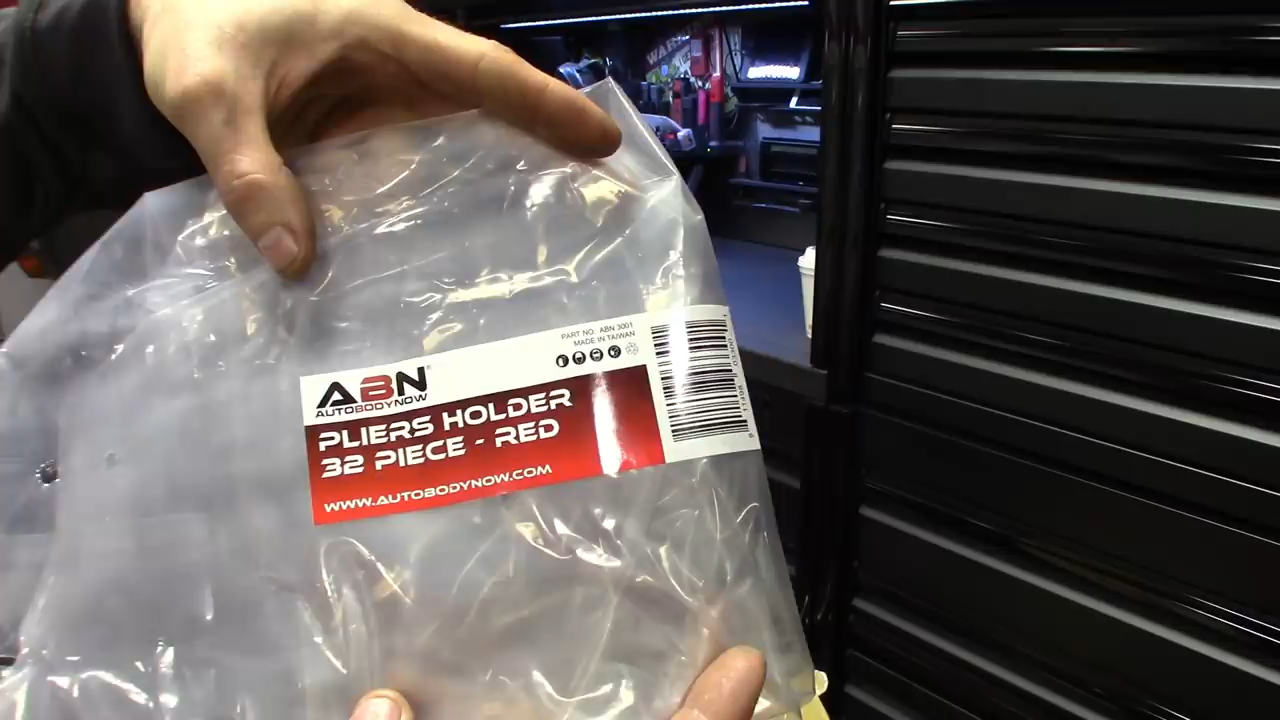 PART NO. ABN 3001
MADE IN TAIWAN
ABN®
AUTOBODYNOW
PLIERS HOLDER
32 PIECE - RED
WWW.AUTOBODYNOW.COM